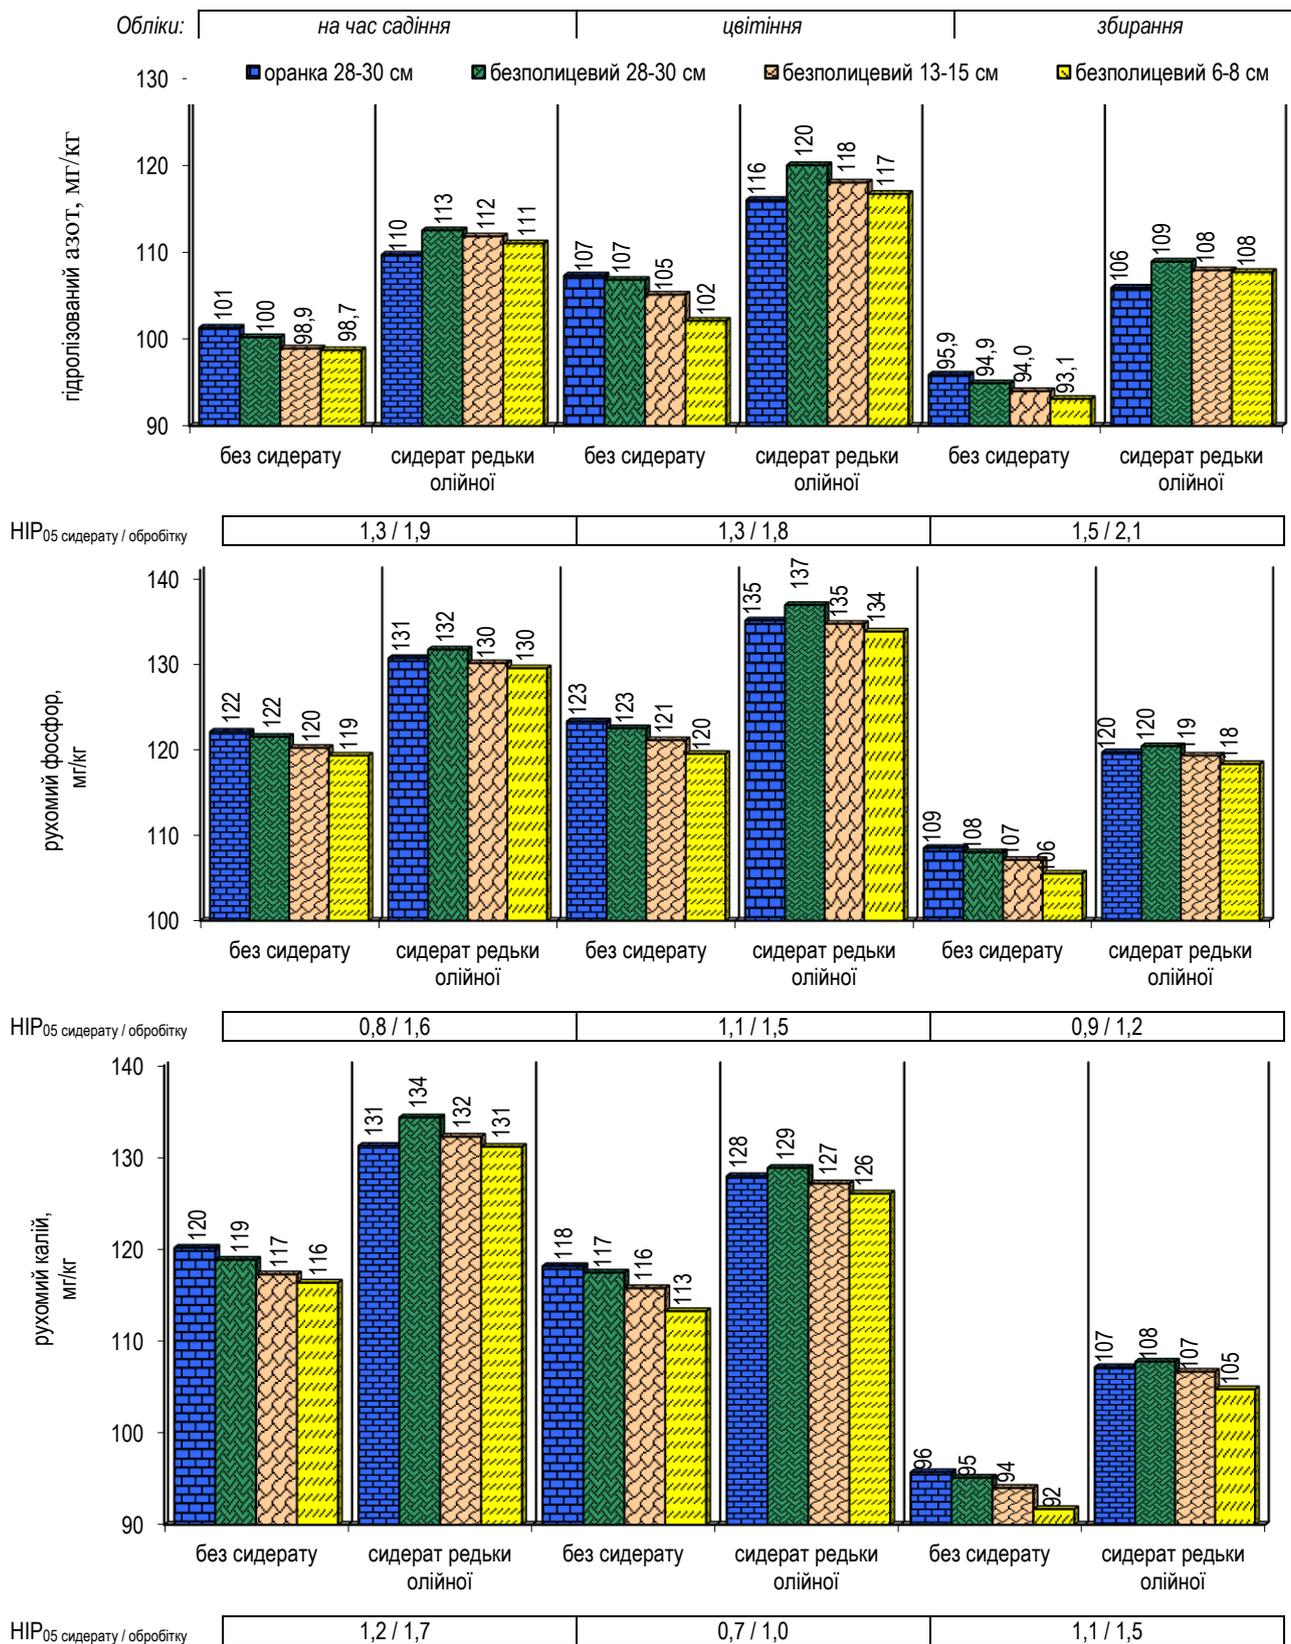 Обліки: на час садіння цвітіння збирання
оранка 28-30 см безполицевий 28-30 см безполицевий 13-15 см безполицевий 6-8 см
гідролізований азот, мг/кг
130
120
110
100
90
101 100 98,9 98,7 110 113 112 111 107 107 105 102 116 120 118 117 95,9 94,9 94,0 93,1 106 109 108 108
без сидерату сидерат редьки без сидерату сидерат редьки без сидерату сидерат редьки
олійної олійної олійної
НІР05 сидерату / обробітку 1,3 / 1,9 1,3 / 1,8 1,5 / 2,1
рухомий фосфор,
мг/кг
140
130
120
110
100
122 122 120 119 131 132 130 130 123 123 121 120 135 137 135 134 109 108 107 106 120 120 119 118
без сидерату сидерат редьки без сидерату сидерат редьки без сидерату сидерат редьки
олійної олійної олійної
НІР05 сидерату / обробітку 0,8 / 1,6 1,1 / 1,5 0,9 / 1,2
рухомий калій,
мг/кг
140
130
120
110
100
90
120 119 117 116 131 134 132 131 118 117 116 113 128 129 127 126 96 95 94 92 107 108 107 105
без сидерату сидерат редьки без сидерату сидерат редьки без сидерату сидерат редьки
олійної олійної олійної
НІР05 сидерату / обробітку 1,2 / 1,7 0,7 / 1,0 1,1 / 1,5